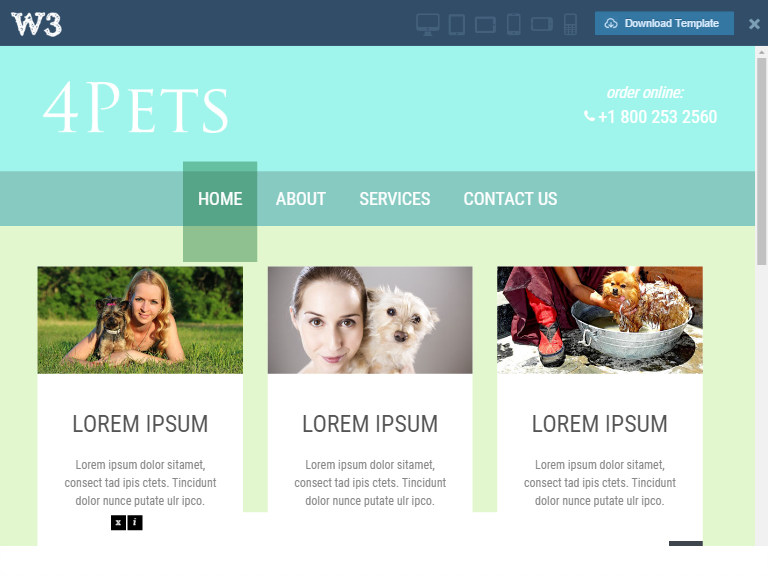 W3
Download Template
4PETS
order online:
+1 800 253 2560
HOME
ABOUT
SERVICES
CONTACT US
LOREM IPSUM
Lorem ipsum dolor sitamet,
consect tad ipis ctets. Tincidunt
dolor nunce putate ulr ipco.
LOREM IPSUM
Lorem ipsum dolor sitamet,
consect tad ipis ctets. Tincidunt
dolor nunce putate ulr ipco.
LOREM IPSUM
Lorem ipsum dolor sitamet,
consect tad ipis ctets. Tincidunt
dolor nunce putate ulr ipco.
x i